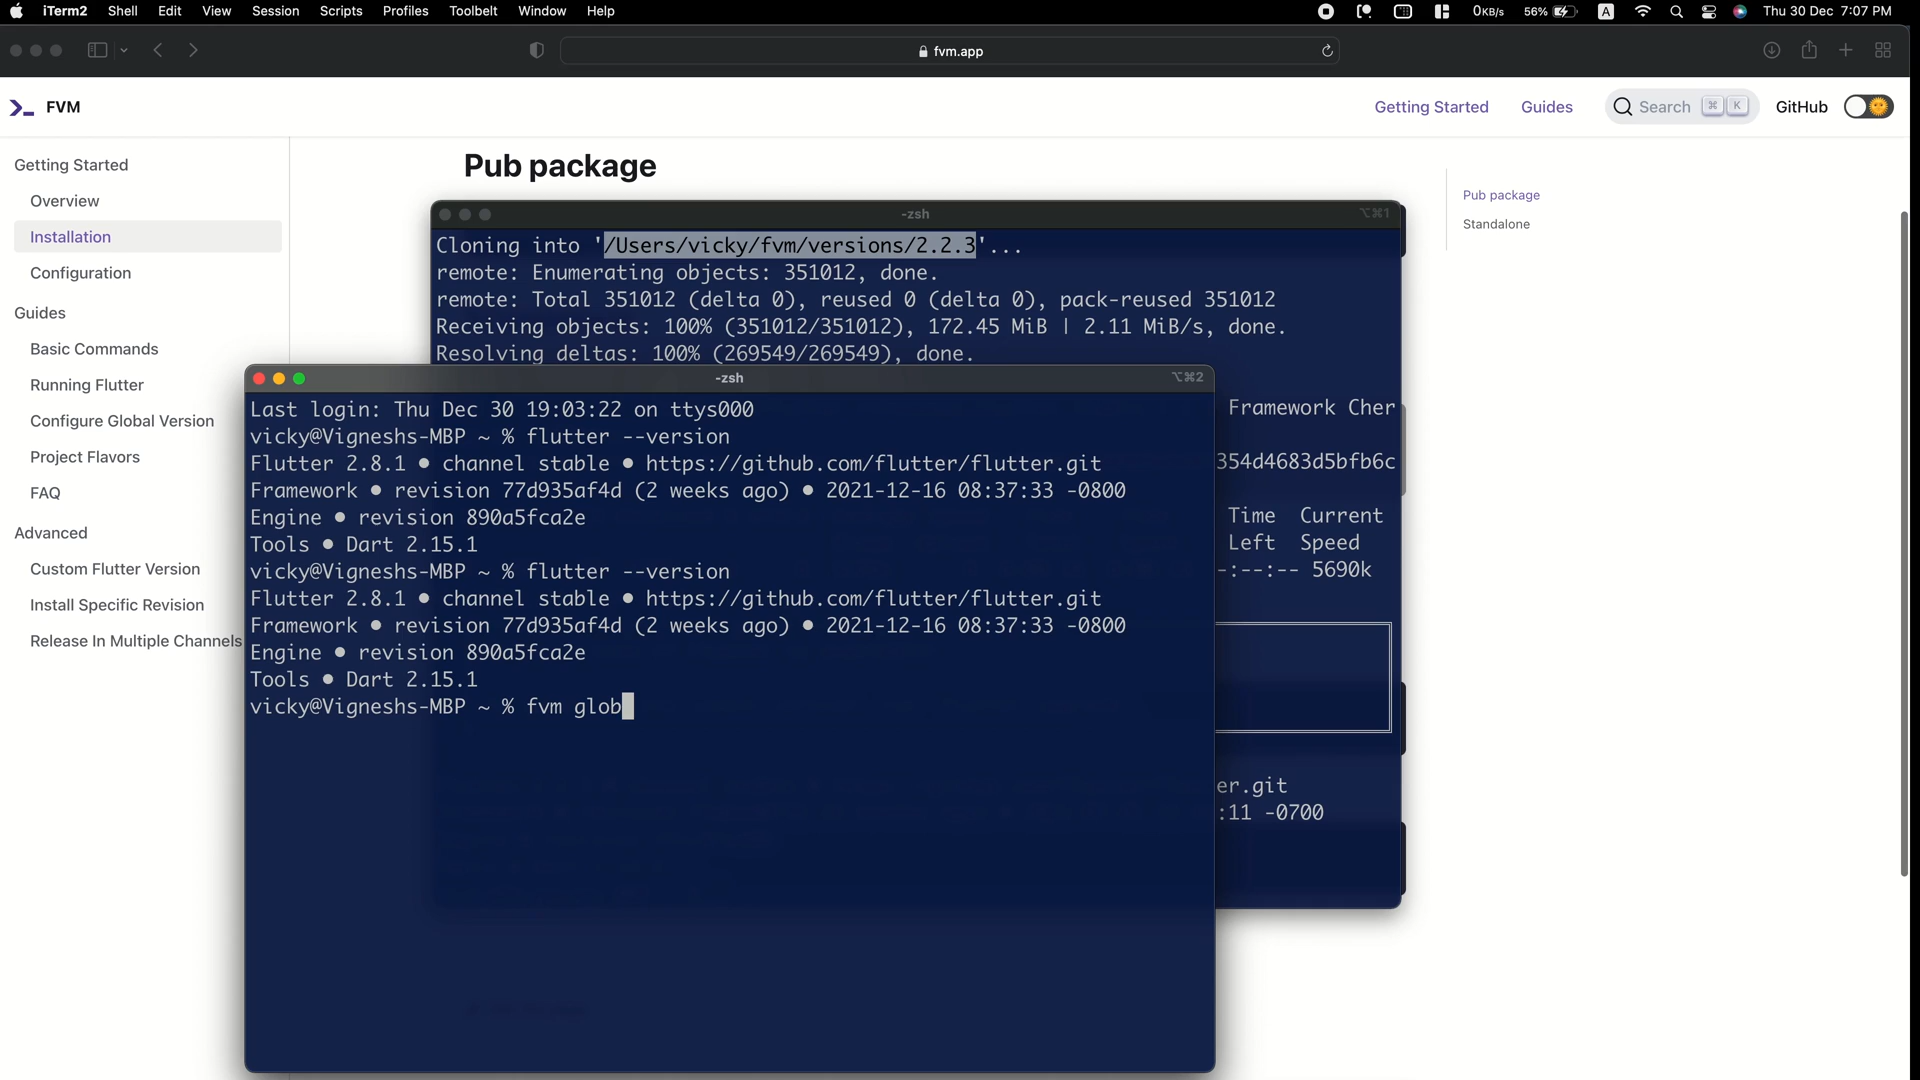 iTerm2 Shell Edit View Session Scripts Profiles Toolbelt Window Help 0KB/s 56% A Thu 30 Dec 7:07 PM
fvm.app
FVM Getting Started Guides Search ⌘ K GitHub
Getting Started
Overview
Installation
Configuration
Guides
Basic Commands
Running Flutter
Configure Global Version
Project Flavors
FAQ
Advanced
Custom Flutter Version
Install Specific Revision
Release In Multiple Channels
Pub package
Pub package
Standalone
-zsh ⌥⌘1
Cloning into '/Users/vicky/fvm/versions/2.2.3'...
remote: Enumerating objects: 351012, done.
remote: Total 351012 (delta 0), reused 0 (delta 0), pack-reused 351012
Receiving objects: 100% (351012/351012), 172.45 MiB | 2.11 MiB/s, done.
Resolving deltas: 100% (269549/269549), done.
Framework Cher
354d4683d5bfb6c
Time Current
Left Speed
-:--:-- 5690k
er.git
:11 -0700
-zsh ⌥⌘2
Last login: Thu Dec 30 19:03:22 on ttys000
vicky@Vigneshs-MBP ~ % flutter --version
Flutter 2.8.1 • channel stable • https://github.com/flutter/flutter.git
Framework • revision 77d935af4d (2 weeks ago) • 2021-12-16 08:37:33 -0800
Engine • revision 890a5fca2e
Tools • Dart 2.15.1
vicky@Vigneshs-MBP ~ % flutter --version
Flutter 2.8.1 • channel stable • https://github.com/flutter/flutter.git
Framework • revision 77d935af4d (2 weeks ago) • 2021-12-16 08:37:33 -0800
Engine • revision 890a5fca2e
Tools • Dart 2.15.1
vicky@Vigneshs-MBP ~ % fvm glob